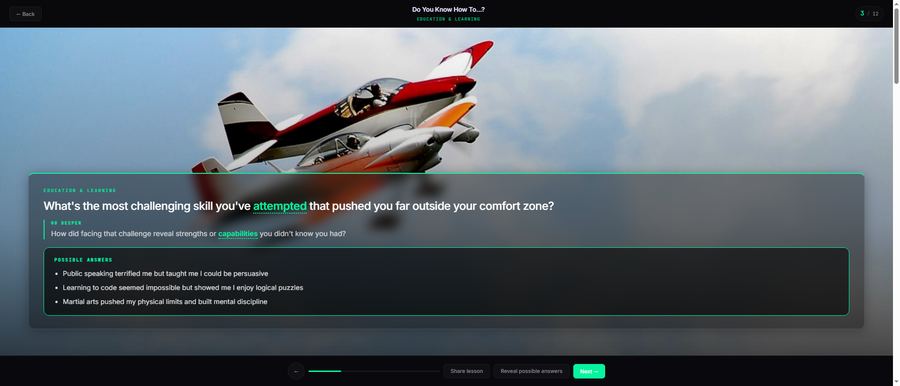 ← Back
Do You Know How To...?
EDUCATION & LEARNING
3 / 12
EDUCATION & LEARNING
What's the most challenging skill you've attempted that pushed you far outside your comfort zone?
GO DEEPER
How did facing that challenge reveal strengths or capabilities you didn't know you had?
POSSIBLE ANSWERS
• Public speaking terrified me but taught me I could be persuasive
• Learning to code seemed impossible but showed me I enjoy logical puzzles
• Martial arts pushed my physical limits and built mental discipline
← Share lesson Reveal possible answers Next →